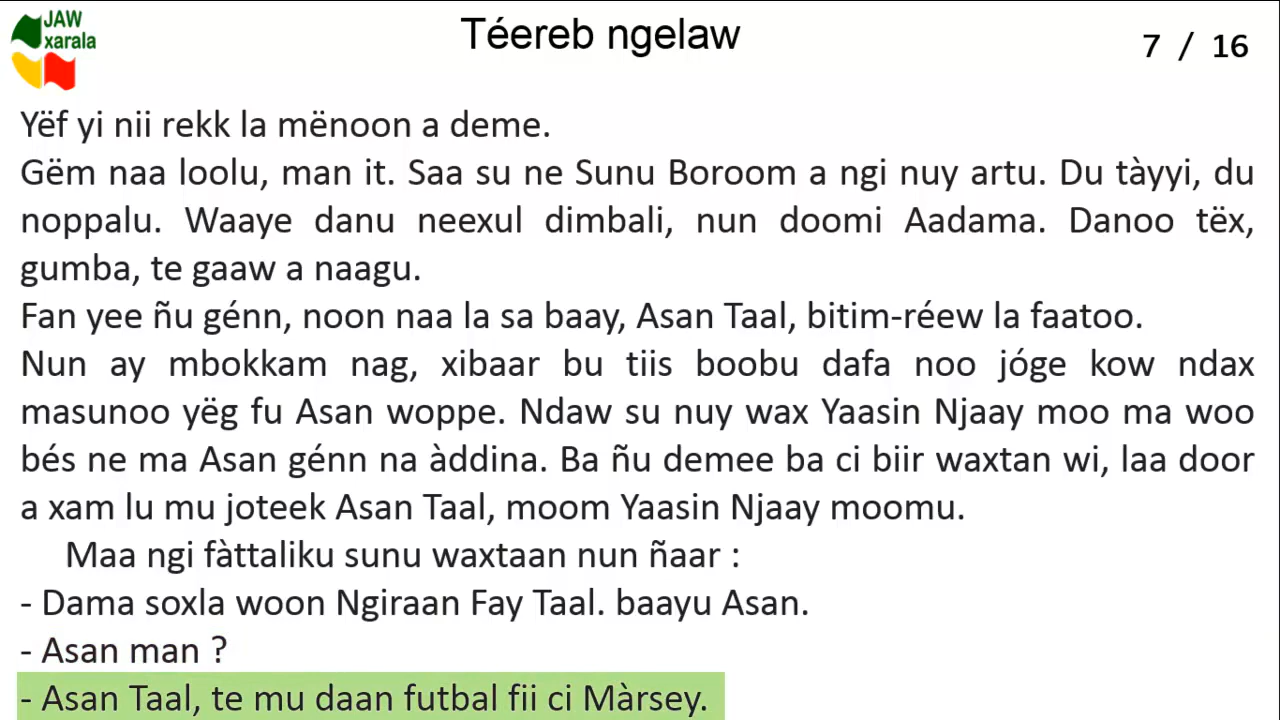 JAW
xarala
Téereb ngelaw
7 / 16
Yëf yi nii rekk la mënoon a deme.
Gëm naa loolu, man it. Saa su ne Sunu Boroom a ngi nuy artu. Du tàyyi, du
noppalu. Waaye danu neexul dimbali, nun doomi Aadama. Danoo tëx,
gumba, te gaaw a naagu.
Fan yee ñu génn, noon naa la sa baay, Asan Taal, bitim-réew la faatoo.
Nun ay mbokkam nag, xibaar bu tiis boobu dafa noo jóge kow ndax
masunoo yëg fu Asan woppe. Ndaw su nuy wax Yaasin Njaay moo ma woo
bés ne ma Asan génn na àddina. Ba ñu demee ba ci biir waxtan wi, laa door
a xam lu mu joteek Asan Taal, moom Yaasin Njaay moomu.
Maa ngi fàttaliku sunu waxtaan nun ñaar :
- Dama soxla woon Ngiraan Fay Taal. baayu Asan.
- Asan man ?
- Asan Taal, te mu daan futbal fii ci Màrsey.